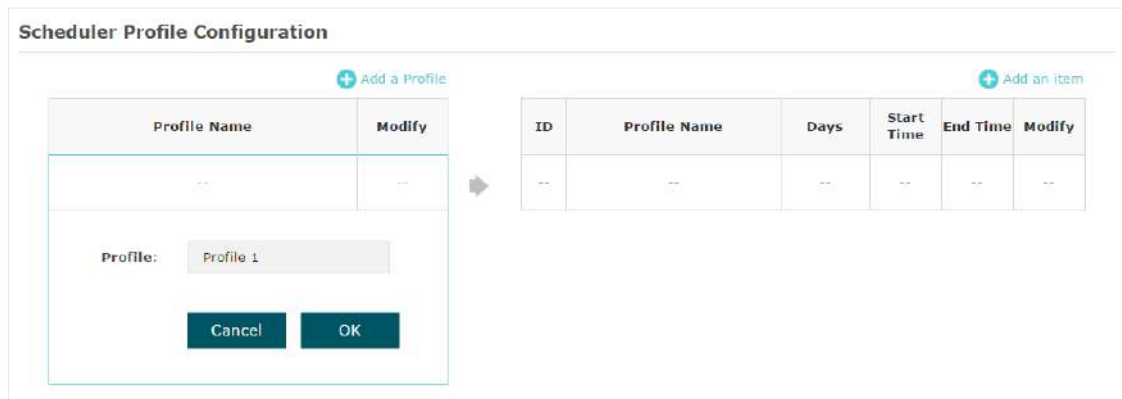 Scheduler Profile Configuration
Add a Profile
Profile Name Modify
-- --
Profile: Profile 1
Cancel OK
Add an item
ID Profile Name Days Start Time End Time Modify
-- -- -- -- -- --